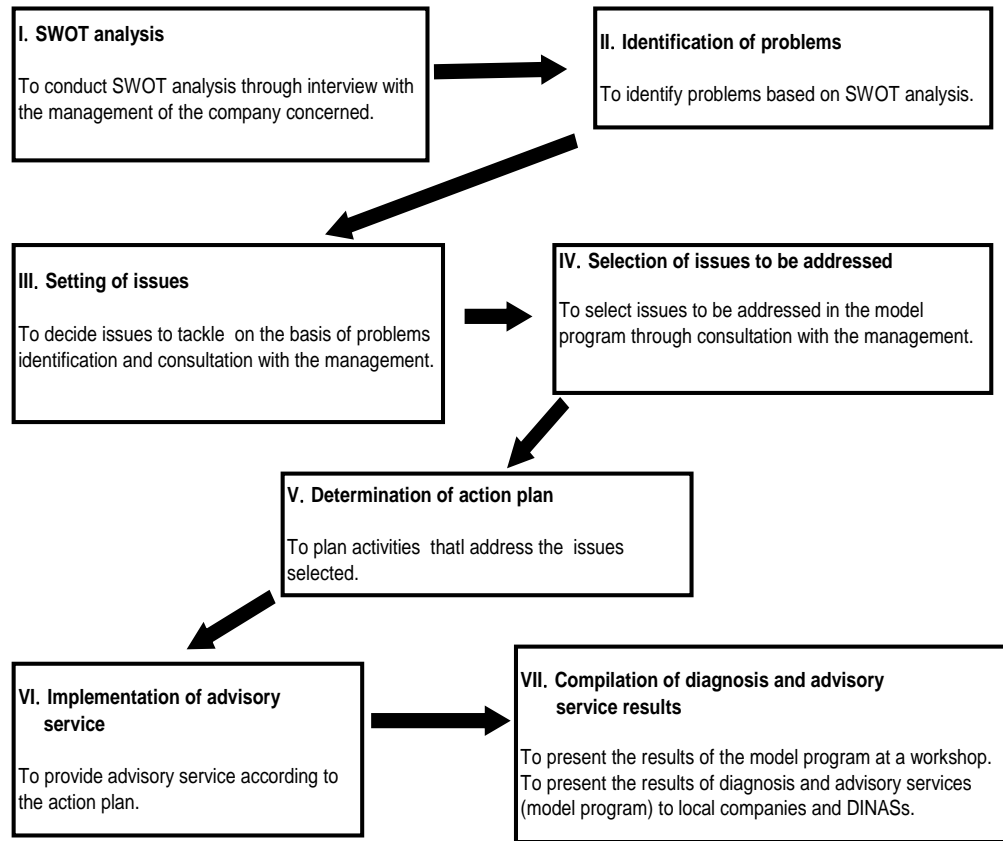 I. SWOT analysis
To conduct SWOT analysis through interview with
the management of the company concerned.
II. Identification of problems
To identify problems based on SWOT analysis.
III. Setting of issues
To decide issues to tackle on the basis of problems
identification and consultation with the management.
IV. Selection of issues to be addressed
To select issues to be addressed in the model
program through consultation with the management.
V. Determination of action plan
To plan activities thatl address the issues
selected.
VI. Implementation of advisory
service
To provide advisory service according to
the action plan.
VII. Compilation of diagnosis and advisory
service results
To present the results of the model program at a workshop.
To present the results of diagnosis and advisory services
(model program) to local companies and DINASs.